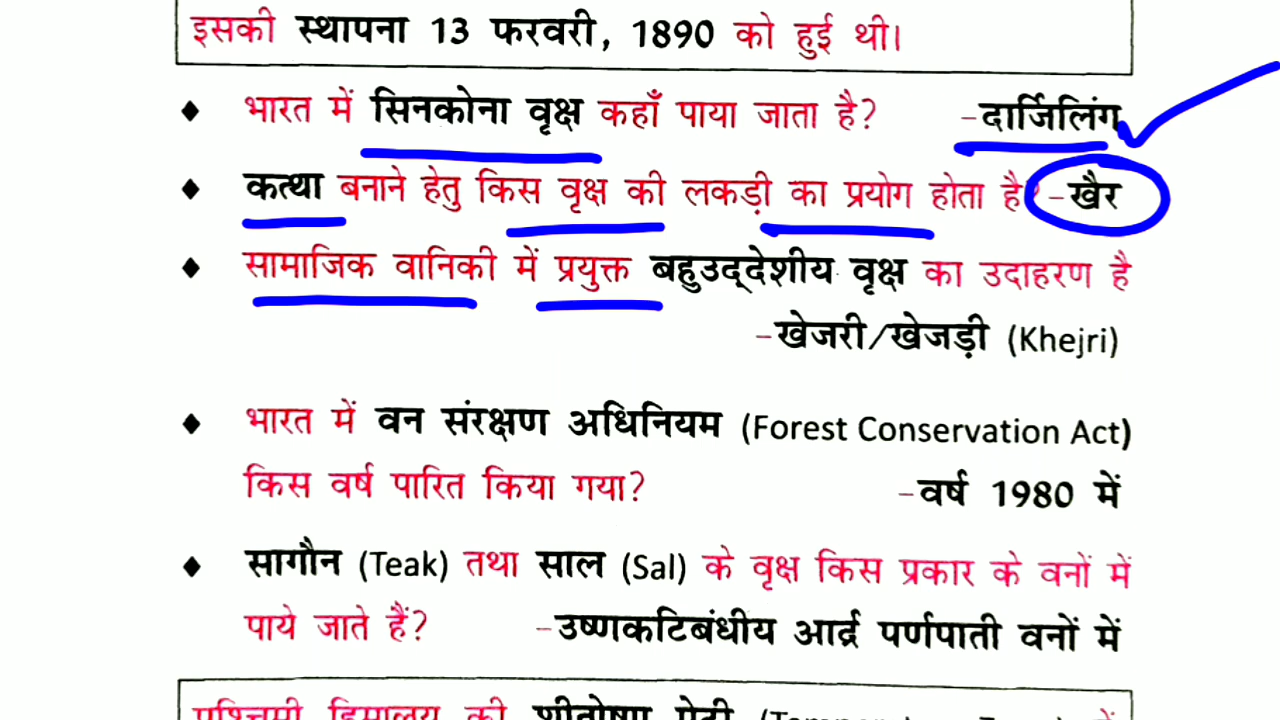 इसकी स्थापना 13 फरवरी, 1890 को हुई थी।
♦ भारत में सिनकोना वृक्ष कहाँ पाया जाता है? –दार्जिलिंग
♦ कत्था बनाने हेतु किस वृक्ष की लकड़ी का प्रयोग होता है? –खैर
♦ सामाजिक वानिकी में प्रयुक्त बहुउद्देशीय वृक्ष का उदाहरण है
–खेजरी/खेजड़ी (Khejri)
♦ भारत में वन संरक्षण अधिनियम (Forest Conservation Act)
किस वर्ष पारित किया गया? –वर्ष 1980 में
♦ सागौन (Teak) तथा साल (Sal) के वृक्ष किस प्रकार के वनों में
पाये जाते हैं? –उष्णकटिबंधीय आर्द्र पर्णपाती वनों में
पश्चिमी हिमालय की